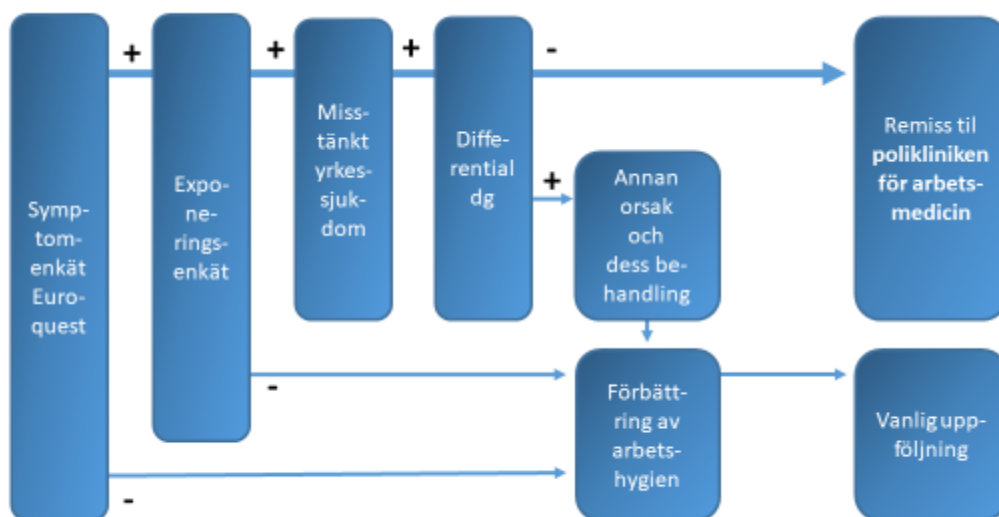 Symp-
tom-
enkät
Euro-
quest
+
Expo-
ne-
rings-
enkät
+
Miss-
tänkt
yrkes-
sjuk-
dom
+
Diffe-
rential
dg
-
Remiss til
polikliniken
för arbets-
medicin
+
Annan
orsak
och
dess be-
handling
-
Förbätt-
ring av
arbets-
hygien
Vanlig upp-
följning
-